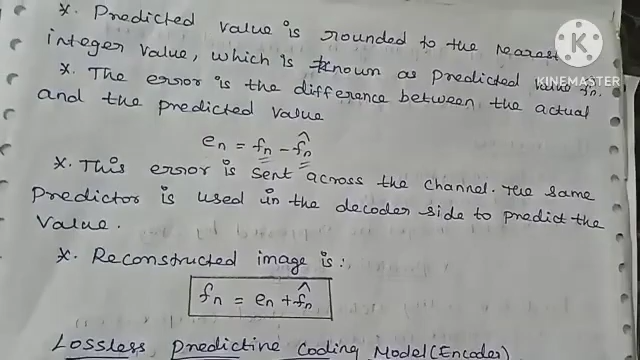 *. Predicted value is rounded to the nearest
integer value, which is known as predicted value f̂n.
*. The error is the difference between the actual
and the predicted value
en = fn - f̂n
*. This error is sent across the channel. The same
Predictor is used in the decoder side to predict the
value.
*. Reconstructed image is:
fn = en + f̂n
Lossless Predictive Coding Model (Encoder)
KINEMASTER